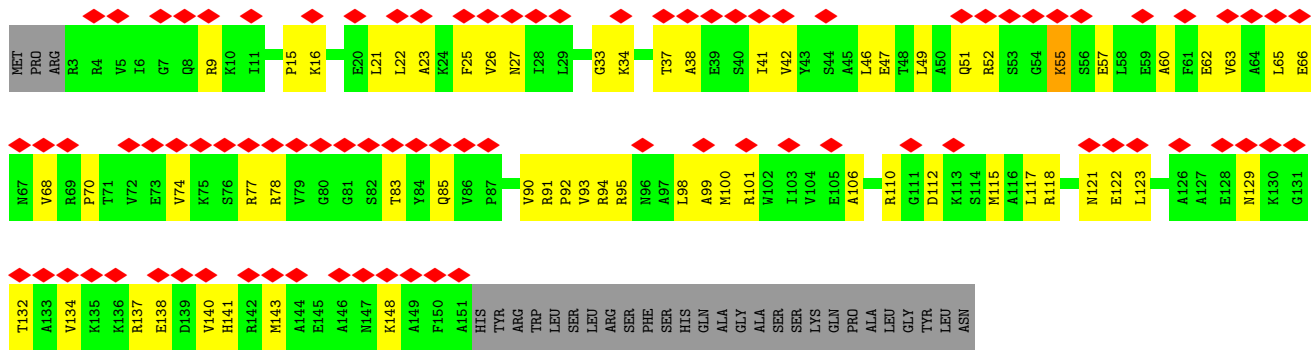 MET PRO ARG R3 R4 V5 I6 G7 Q8 R9 K10 I11 P15 K16 E20 L21 L22 A23 K24 F25 V26 N27 I28 L29 G33 K34 T37 A38 E39 S40 I41 V42 Y43 S44 A45 L46 E47 T48 L49 A50 Q51 R52 S53 G54 K55 S56 E57 L58 E59 A60 F61 E62 V63 A64 L65 E66
N67 V68 R69 P70 T71 V72 E73 V74 K75 S76 R77 R78 V79 G80 G81 S82 T83 Y84 Q85 V86 P87 V90 R91 P92 V93 R94 R95 N96 A97 L98 A99 M100 R101 W102 I103 V104 E105 A106 R110 G111 D112 K113 S114 M115 A116 L117 R118 N121 E122 L123 A126 A127 E128 N129 K130 G131
T132 A133 V134 K135 K136 R137 E138 D139 V140 H141 R142 M143 A144 E145 A146 N147 K148 A149 F150 A151 HIS TYR ARG TRP LEU SER LEU ARG SER PHE SER HIS GLN ALA GLY ALA SER SER LYS GLN PRO ALA LEU GLY TYR LEU ASN